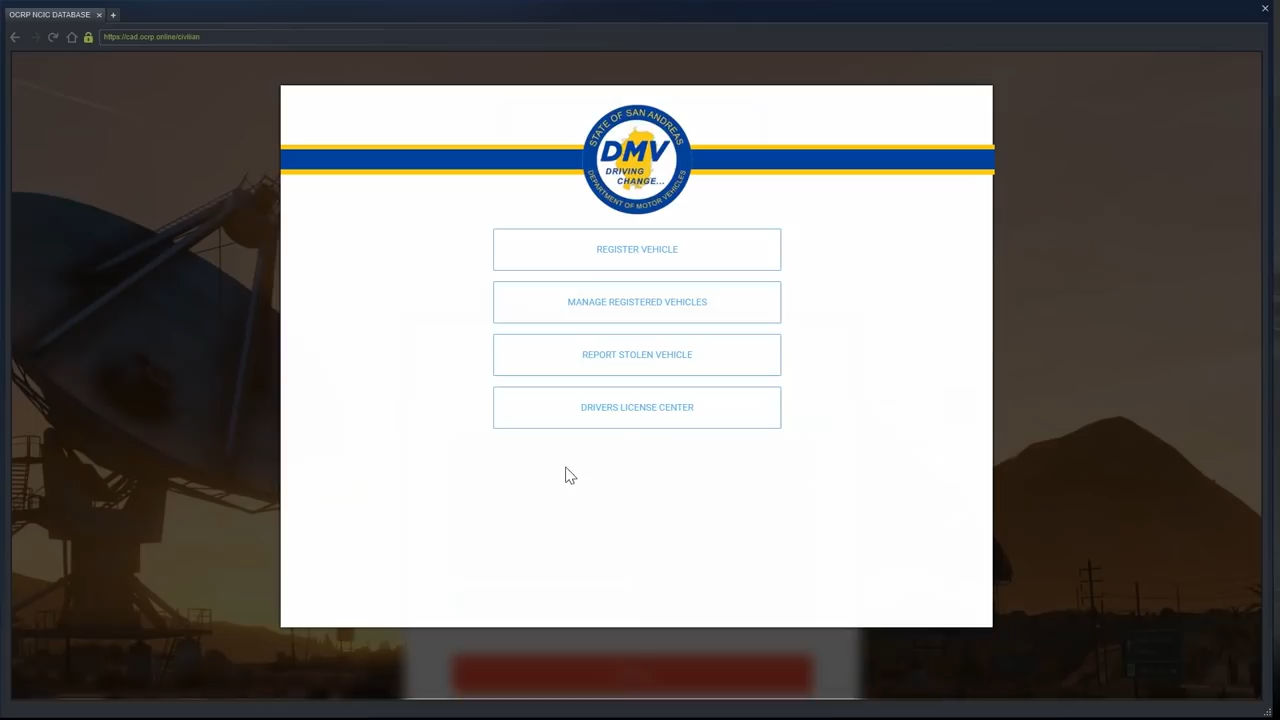 OCRP NCIC DATABASE
https://cad.ocrp.online/civilian
STATE OF SAN ANDREAS
DMV
DRIVING
CHANGE...
DEPARTMENT OF MOTOR VEHICLES
REGISTER VEHICLE
MANAGE REGISTERED VEHICLES
REPORT STOLEN VEHICLE
DRIVERS LICENSE CENTER